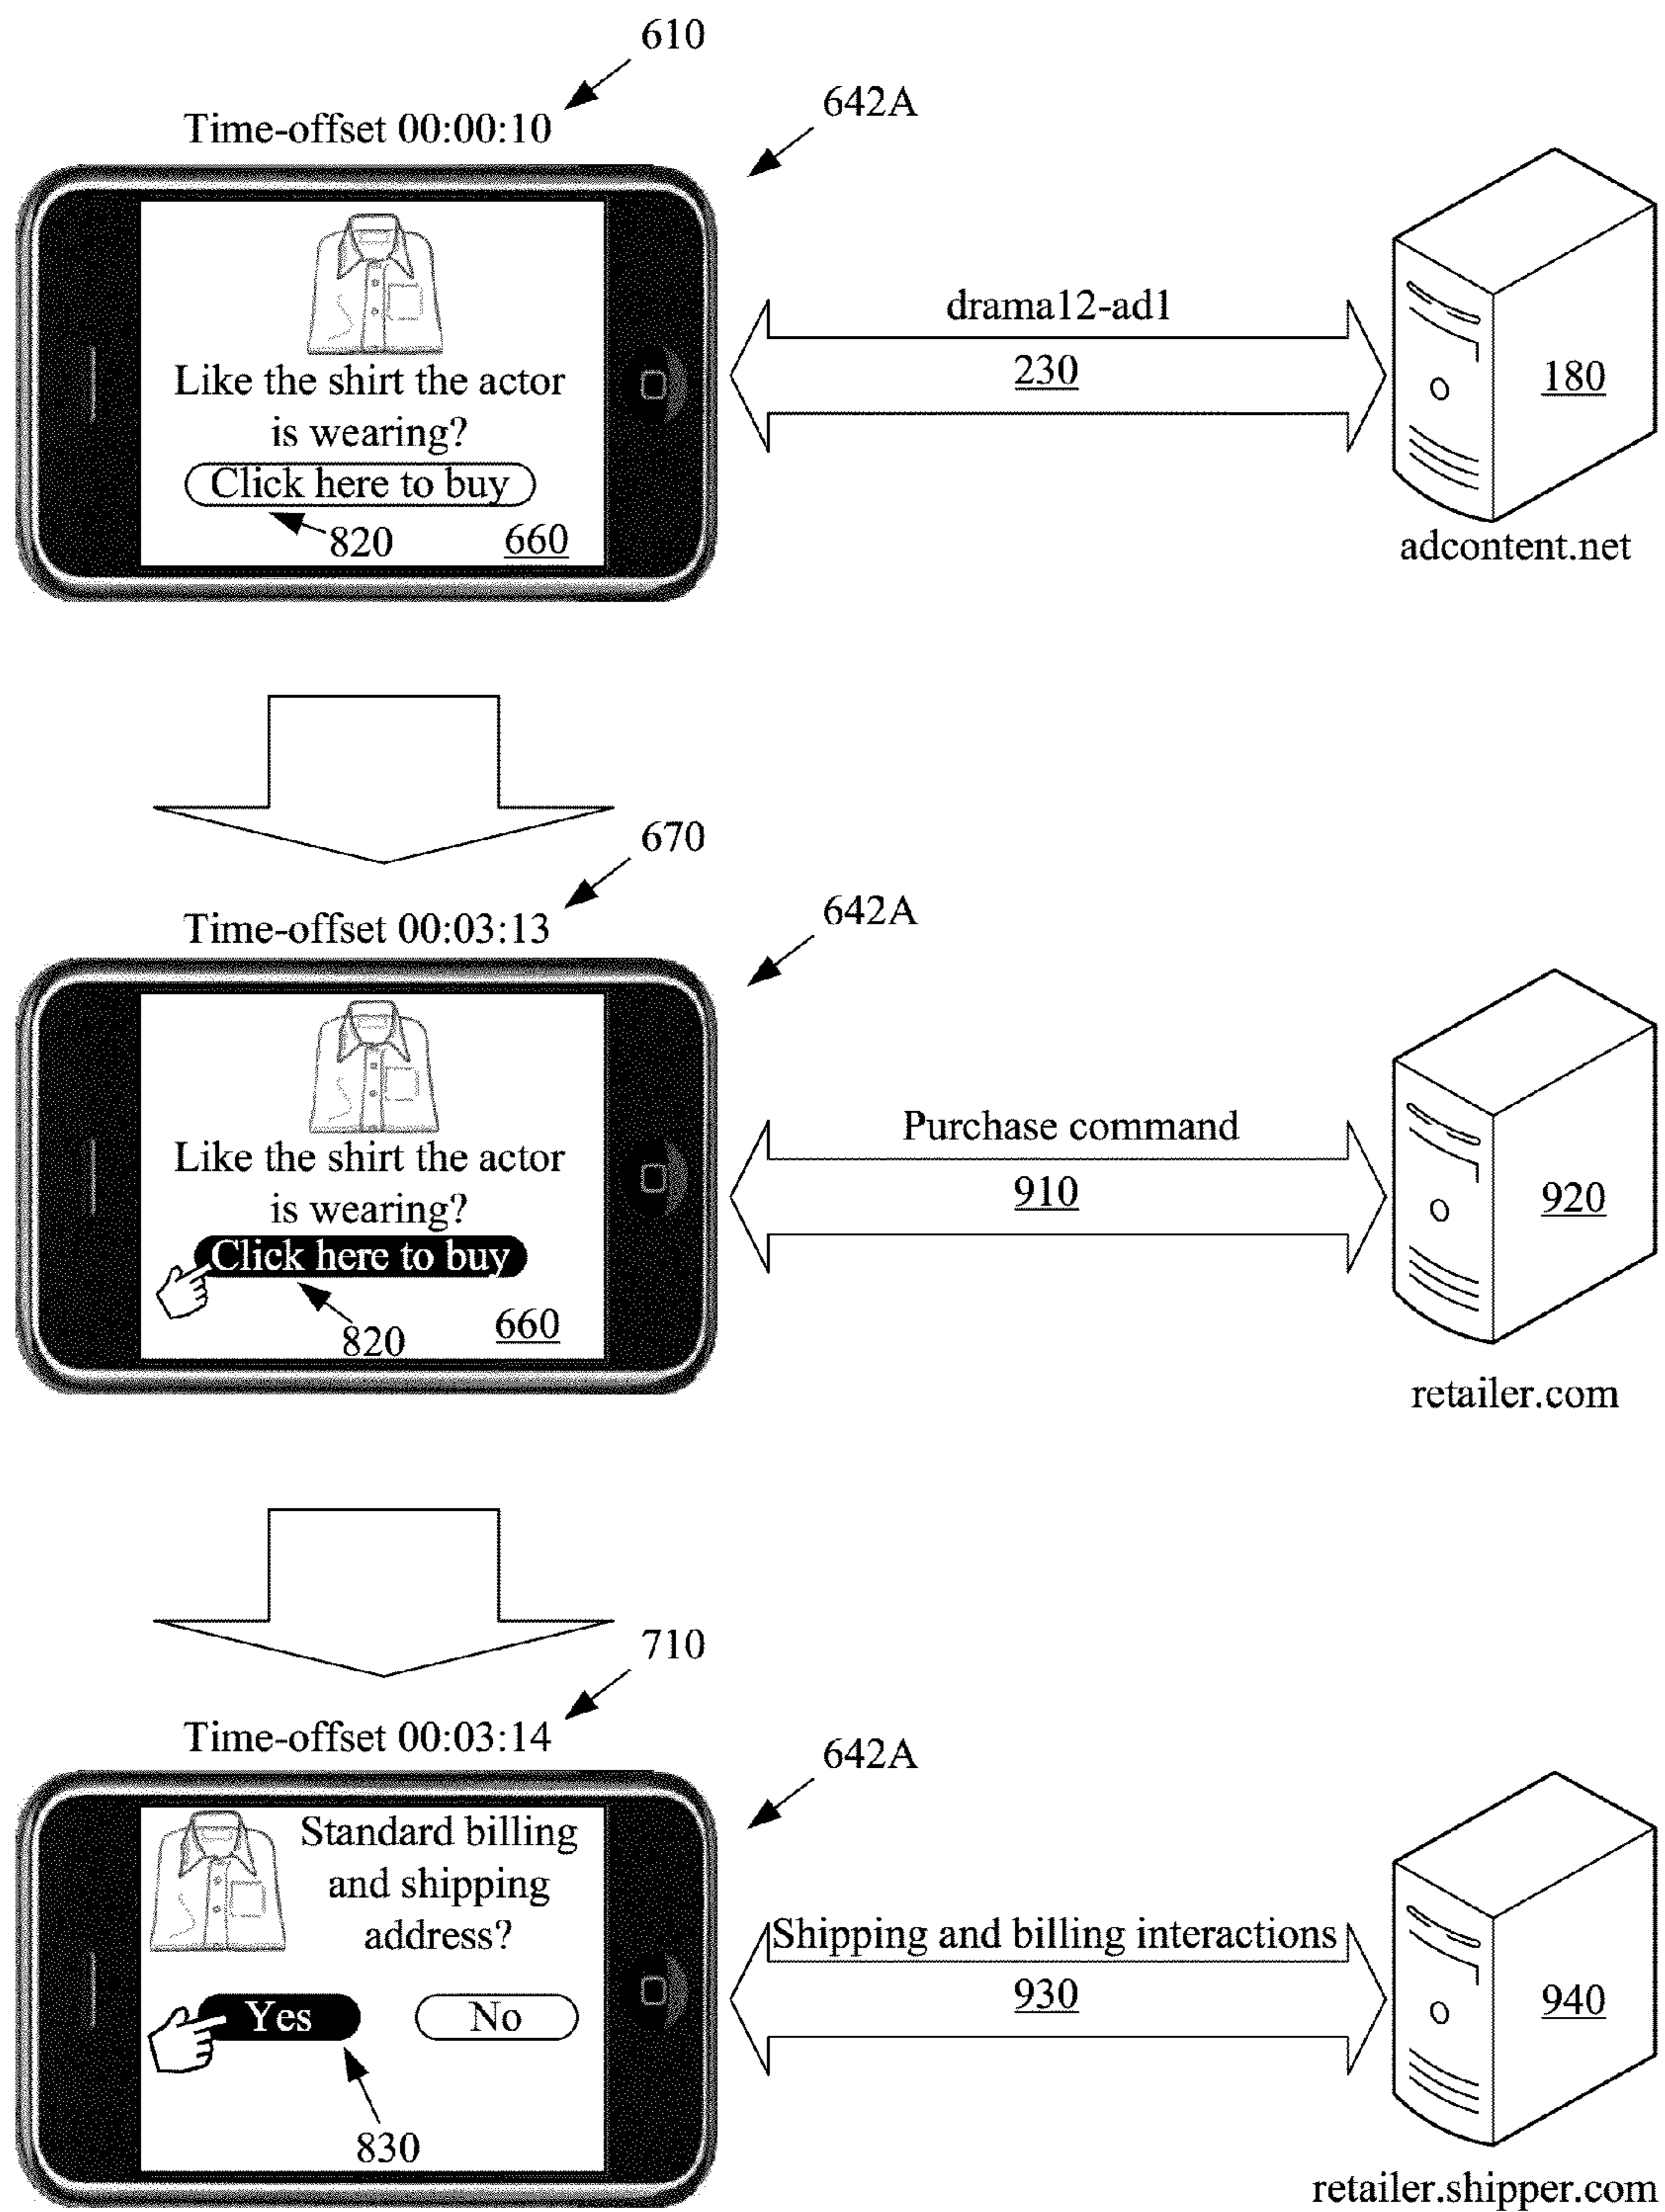 610
Time-offset 00:00:10
642A
Like the shirt the actor
is wearing?
Click here to buy
820
660
drama12-ad1
230
180
adcontent.net
670
Time-offset 00:03:13
642A
Like the shirt the actor
is wearing?
Click here to buy
820
660
Purchase command
910
920
retailer.com
710
Time-offset 00:03:14
642A
Standard billing
and shipping
address?
Yes
No
830
Shipping and billing interactions
930
940
retailer.shipper.com